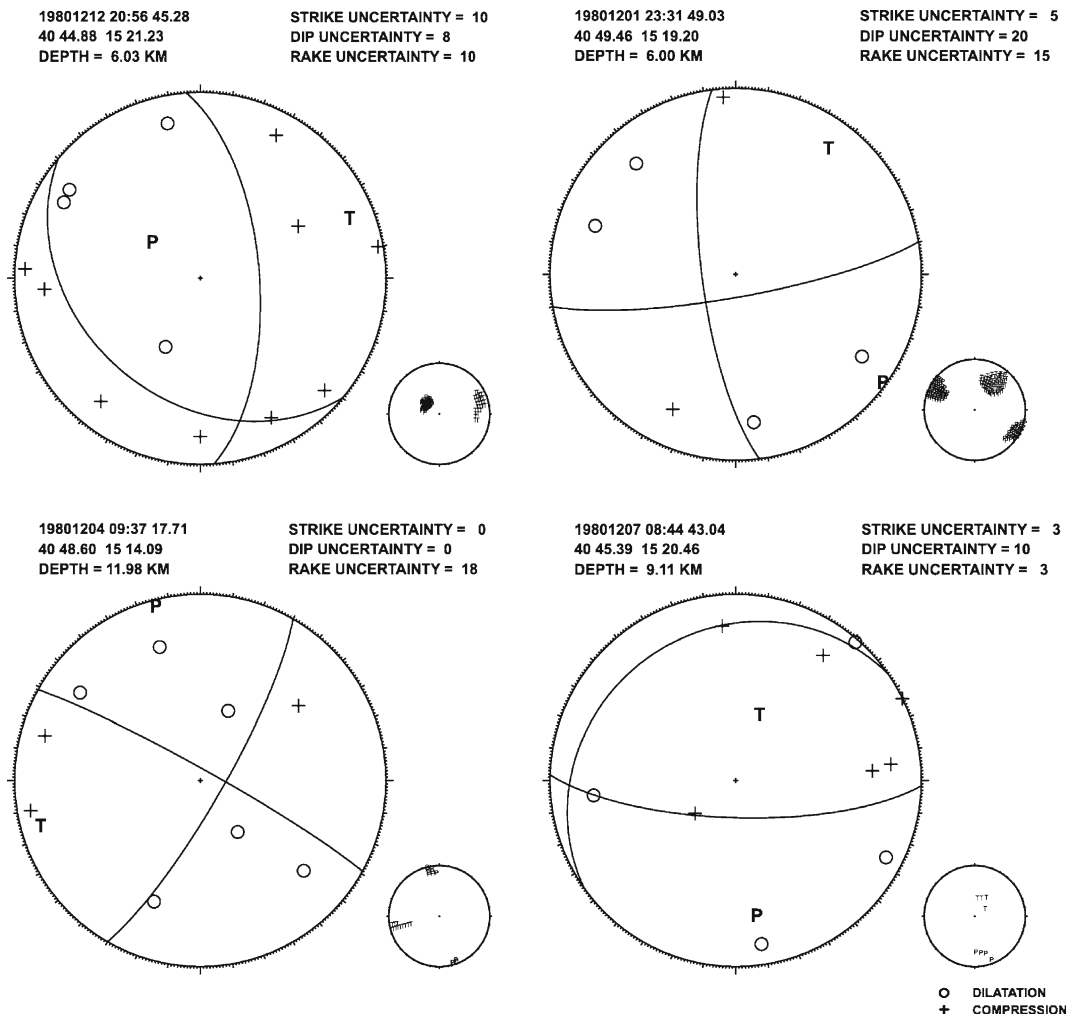 19801212 20:56 45.28 STRIKE UNCERTAINTY = 10
40 44.88 15 21.23 DIP UNCERTAINTY = 8
DEPTH = 6.03 KM RAKE UNCERTAINTY = 10
P
T
19801201 23:31 49.03 STRIKE UNCERTAINTY = 5
40 49.46 15 19.20 DIP UNCERTAINTY = 20
DEPTH = 6.00 KM RAKE UNCERTAINTY = 15
T
P
19801204 09:37 17.71 STRIKE UNCERTAINTY = 0
40 48.60 15 14.09 DIP UNCERTAINTY = 0
DEPTH = 11.98 KM RAKE UNCERTAINTY = 18
P
T
19801207 08:44 43.04 STRIKE UNCERTAINTY = 3
40 45.39 15 20.46 DIP UNCERTAINTY = 10
DEPTH = 9.11 KM RAKE UNCERTAINTY = 3
T
P
TTT
T
PPP
P
DILATATION
COMPRESSION